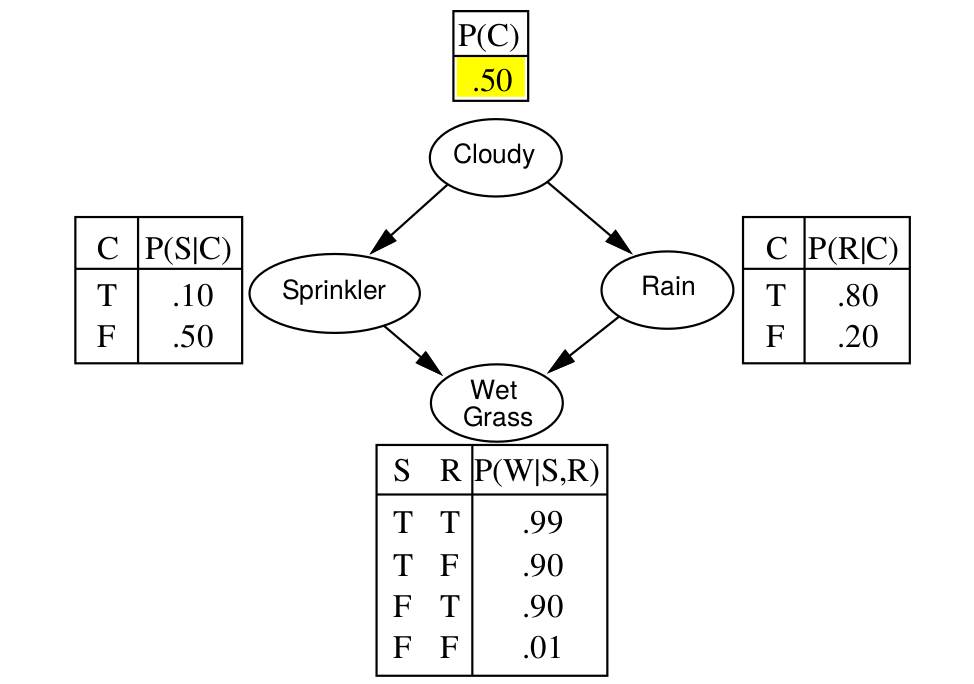 P(C)
.50
Cloudy
C P(S|C)
T .10
F .50
Sprinkler
Rain
C P(R|C)
T .80
F .20
Wet
Grass
S R P(W|S,R)
T T .99
T F .90
F T .90
F F .01